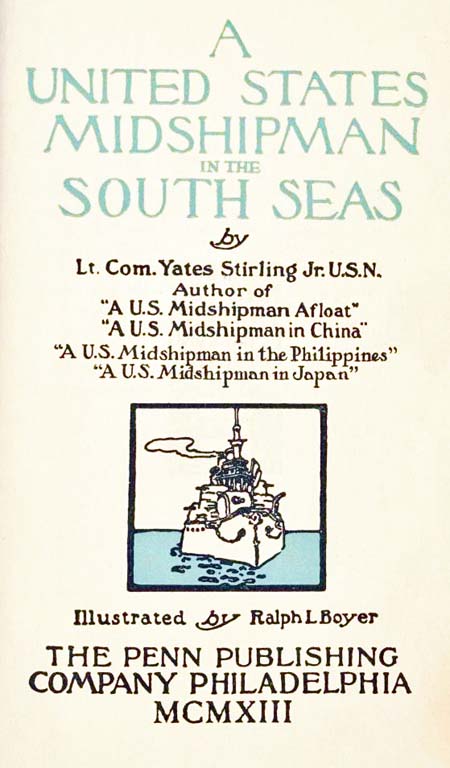 A
UNITED STATES
MIDSHIPMAN
IN THE
SOUTH SEAS
by
Lt. Com. Yates Stirling Jr. U.S.N.
Author of
"A U.S. Midshipman Afloat"
"A U.S. Midshipman in China"
"A U.S. Midshipman in the Philippines"
"A U.S. Midshipman in Japan"
Illustrated by Ralph L Boyer
THE PENN PUBLISHING
COMPANY PHILADELPHIA
MCMXIII